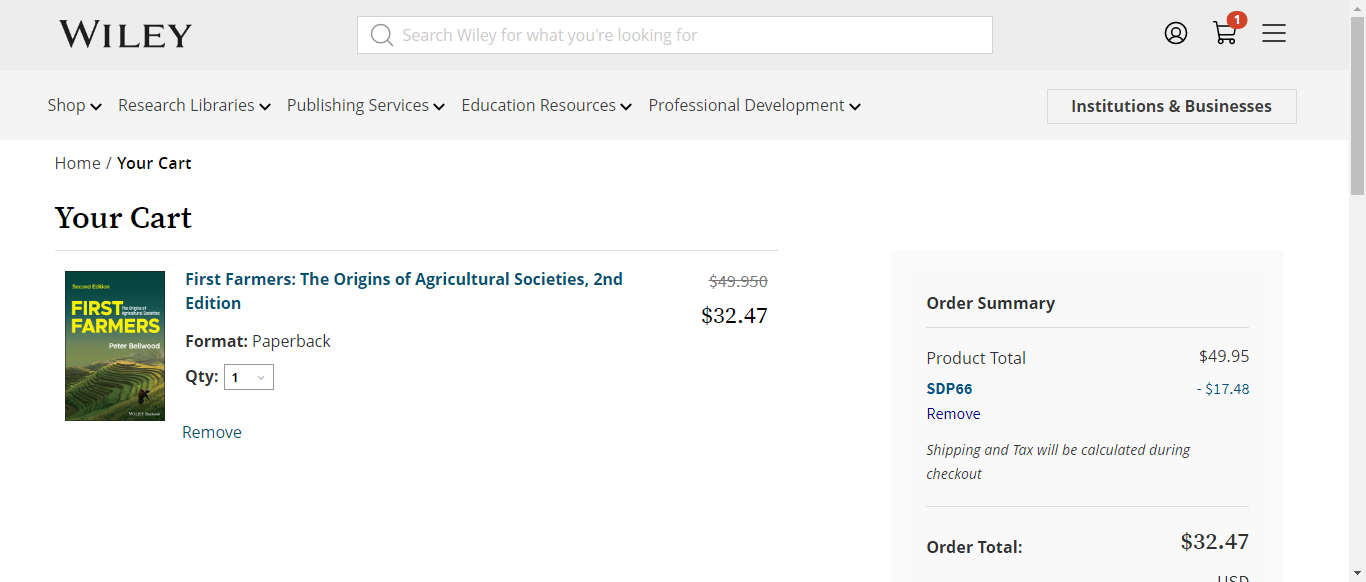 WILEY
Search Wiley for what you're looking for
1
Shop Research Libraries Publishing Services Education Resources Professional Development Institutions & Businesses
Home / Your Cart
Your Cart
Second Edition
FIRST The Origins of
Agricultural Societies
FARMERS
Peter Bellwood
WILEY Blackwell
First Farmers: The Origins of Agricultural Societies, 2nd
Edition
$49.950
$32.47
Format: Paperback
Qty: 1
Remove
Order Summary
Product Total $49.95
SDP66 - $17.48
Remove
Shipping and Tax will be calculated during
checkout
Order Total: $32.47
USD